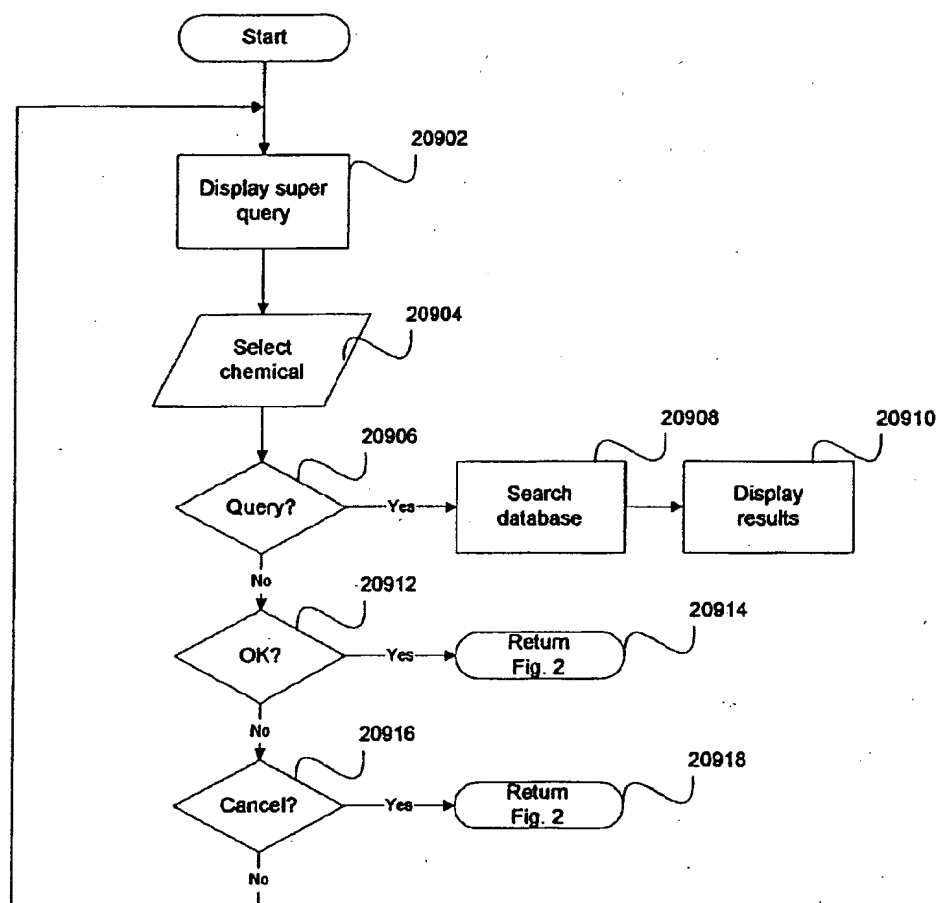 Start
20902
Display super
query
20904
Select
chemical
20906
Query?
Yes
20908
Search
database
20910
Display
results
No
20912
OK?
Yes
20914
Return
Fig. 2
No
20916
Cancel?
Yes
20918
Return
Fig. 2
No